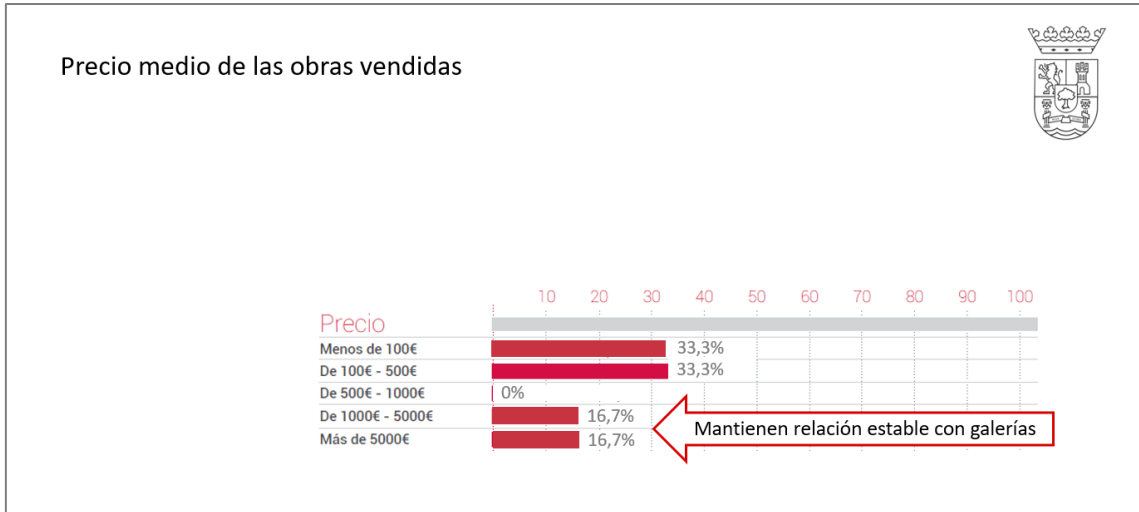 Precio medio de las obras vendidas
10 20 30 40 50 60 70 80 90 100
Precio
Menos de 100€ 33,3%
De 100€ - 500€ 33,3%
De 500€ - 1000€ 0%
De 1000€ - 5000€ 16,7%
Mantienen relación estable con galerías
Más de 5000€ 16,7%